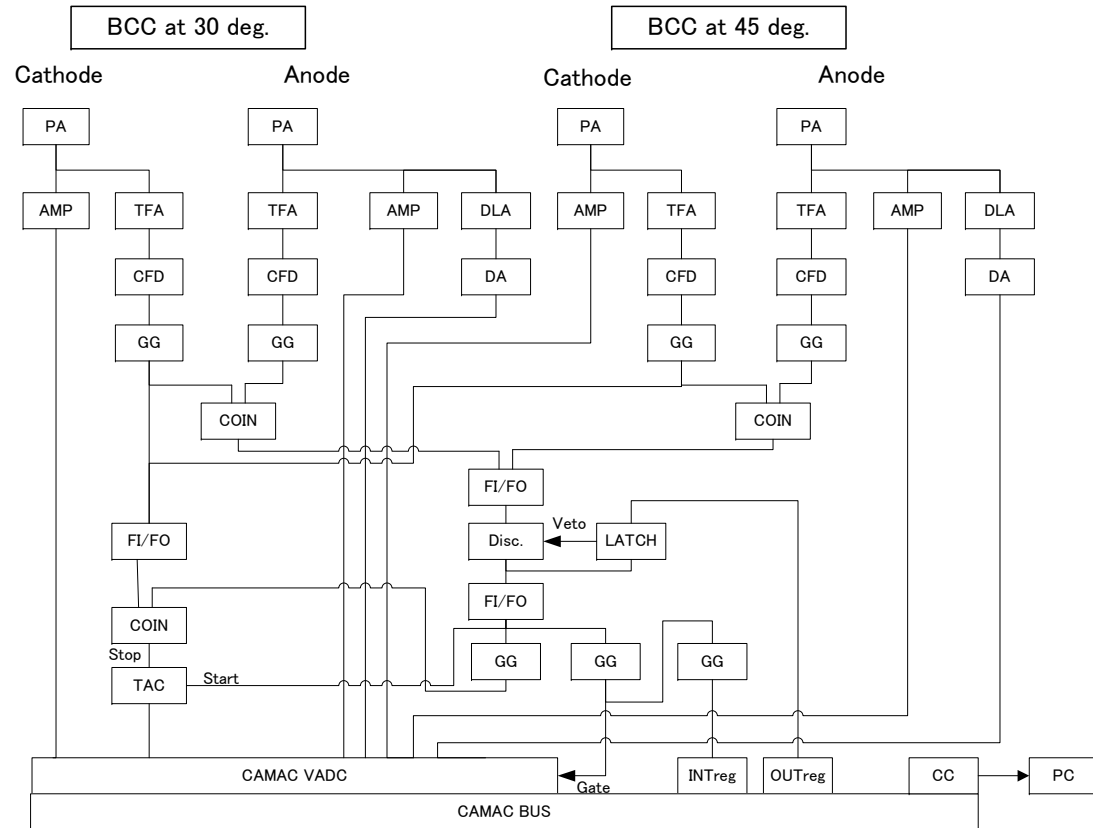 BCC at 30 deg.
BCC at 45 deg.
Cathode
Anode
Cathode
Anode
PA
PA
PA
PA
AMP
TFA
TFA
AMP
DLA
AMP
TFA
TFA
AMP
DLA
CFD
CFD
DA
CFD
CFD
DA
GG
GG
GG
GG
COIN
COIN
FI/FO
FI/FO
Disc.
Veto
LATCH
FI/FO
COIN
Stop
GG
GG
GG
TAC
Start
CAMAC VADC
Gate
INTreg
OUTreg
CC
PC
CAMAC BUS